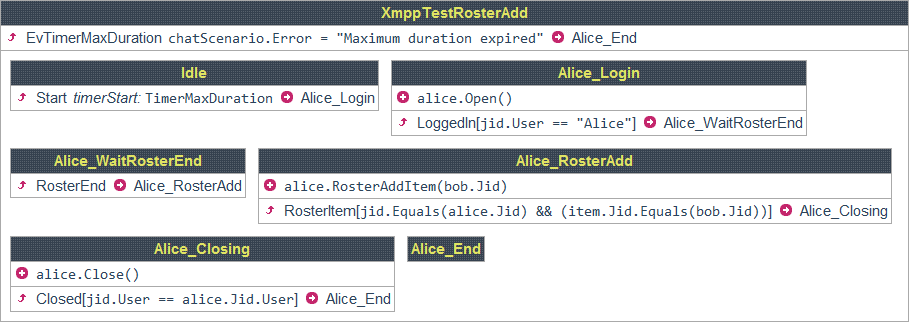 XmppTestRosterAdd
EvTimerMaxDuration chatScenario.Error = "Maximum duration expired" Alice_End
Idle
Start timerStart: TimerMaxDuration Alice_Login
Alice_Login
alice.Open()
LoggedIn[jid.User == "Alice"] Alice_WaitRosterEnd
Alice_WaitRosterEnd
RosterEnd Alice_RosterAdd
Alice_RosterAdd
alice.RosterAddItem(bob.Jid)
RosterItem[jid.Equals(alice.Jid) && (item.Jid.Equals(bob.Jid))] Alice_Closing
Alice_Closing
alice.Close()
Closed[jid.User == alice.Jid.User] Alice_End
Alice_End